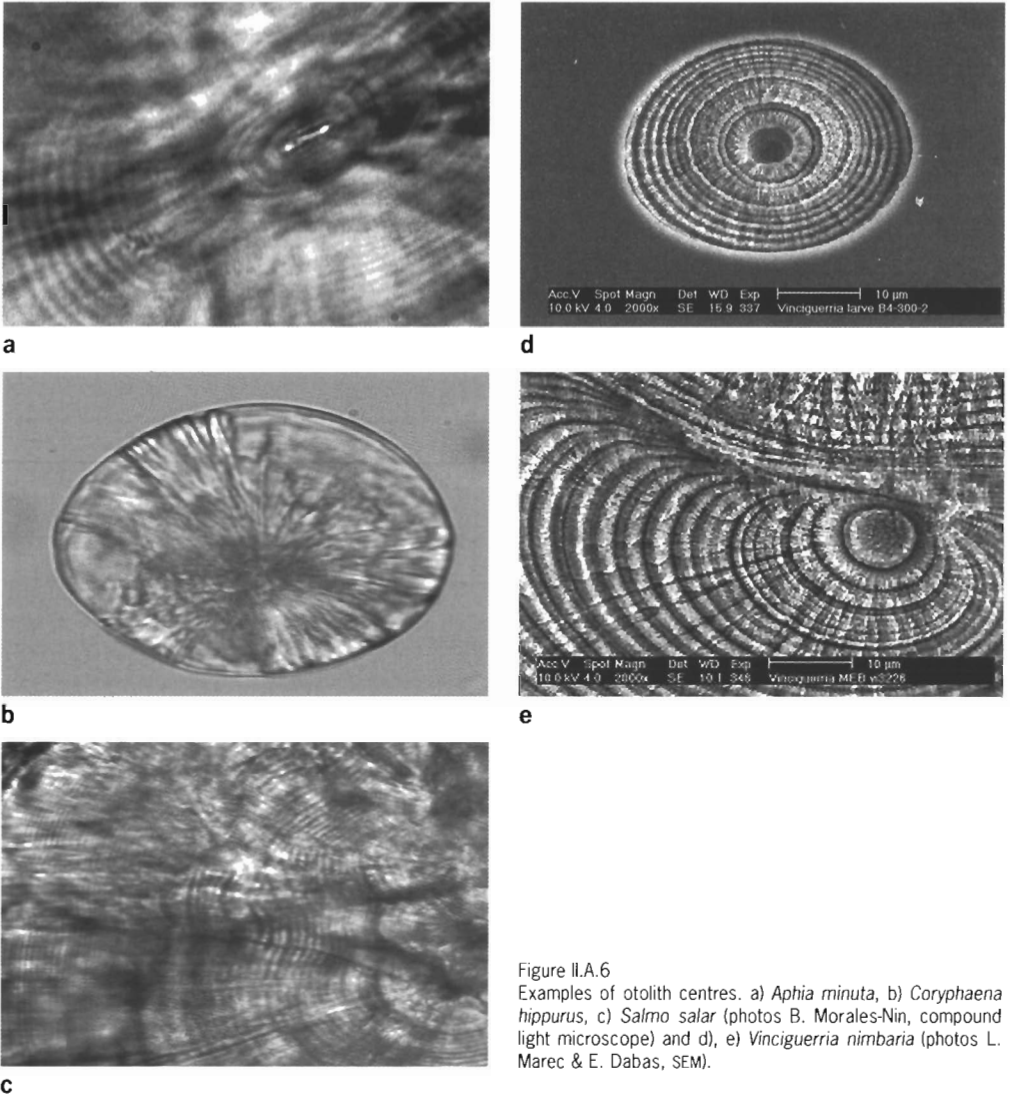 a
d
Acc.V Spot Magn Det WD Exp 10 µm
10.0 kV 4.0 2000x SE 15.9 337 Vinciguerria larve B4-300-2
b
e
Acc.V Spot Magn Det WD Exp 10 µm
10.0 kV 4.0 2000x SE 10.1 346 Vinciguerria MEB vi3226
c
Figure II.A.6
Examples of otolith centres. a) Aphia minuta, b) Coryphaena
hippurus, c) Salmo salar (photos B. Morales-Nin, compound
light microscope) and d), e) Vinciguerria nimbaria (photos L.
Marec & E. Dabas, SEM).